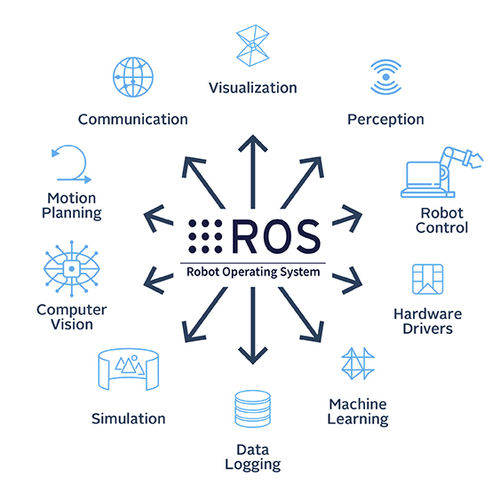 Visualization
Communication
Perception
Motion
Planning
Robot
Control
ROS
Robot Operating System
Computer
Vision
Hardware
Drivers
Simulation
Machine
Learning
Data
Logging